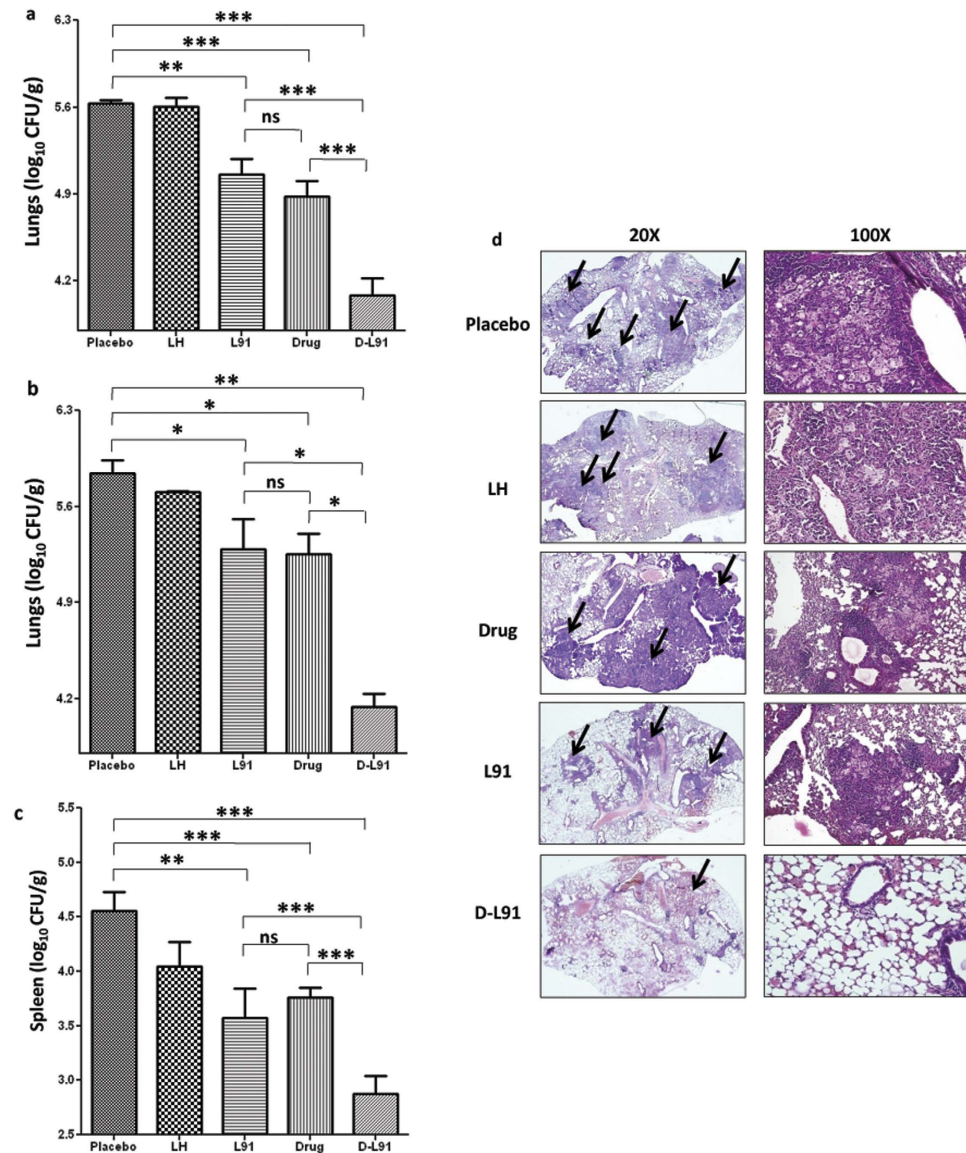 a
6.3
5.6
4.9
4.2
Lungs (log10 CFU/g)
***
***
**
***
ns
***
Placebo LH L91 Drug D-L91
b
6.3
5.6
4.9
4.2
Lungs (log10 CFU/g)
**
*
*
*
ns
*
Placebo LH L91 Drug D-L91
c
5.5
5.0
4.5
4.0
3.5
3.0
2.5
Spleen (log10 CFU/g)
***
***
**
***
ns
***
Placebo LH L91 Drug D-L91
d
20X 100X
Placebo
LH
Drug
L91
D-L91